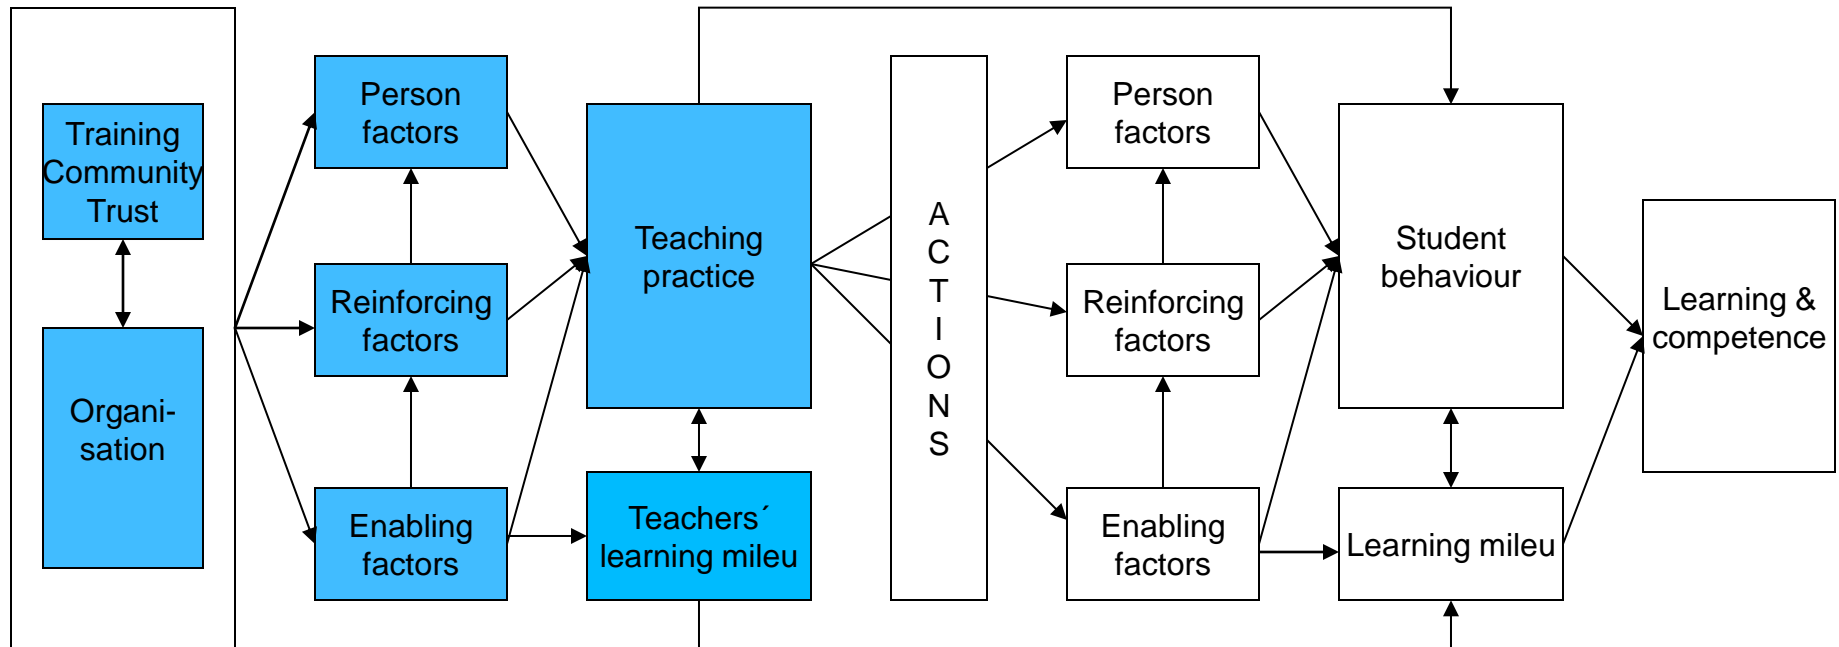 Training
Community
Trust
Organi-
sation
Person
factors
Reinforcing
factors
Enabling
factors
Teaching
practice
Teachers´
learning mileu
A
C
T
I
O
N
S
Person
factors
Reinforcing
factors
Enabling
factors
Student
behaviour
Learning mileu
Learning &
competence